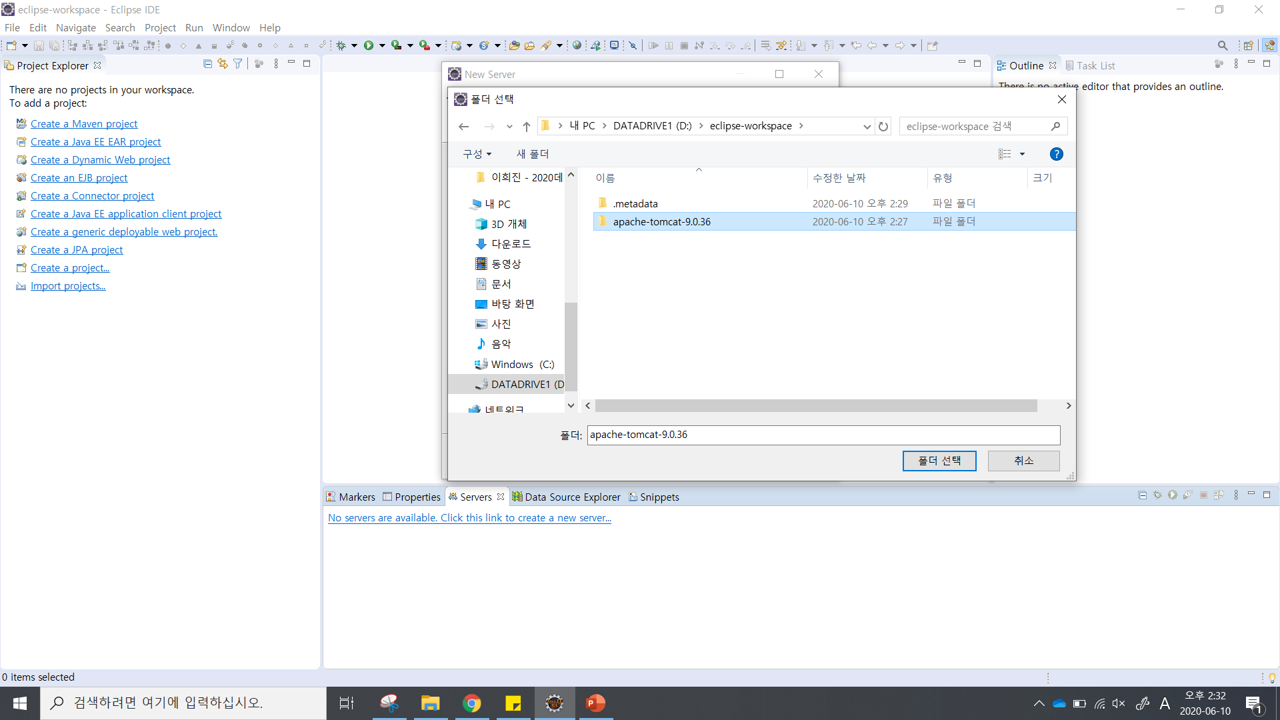 eclipse-workspace - Eclipse IDE
File Edit Navigate Search Project Run Window Help
Project Explorer
There are no projects in your workspace.
To add a project:
Create a Maven project
Create a Java EE EAR project
Create a Dynamic Web project
Create an EJB project
Create a Connector project
Create a Java EE application client project
Create a generic deployable web project.
Create a JPA project
Create a project...
Import projects...
New Server
폴더 선택
내 PC DATADRIVE1 (D:) eclipse-workspace
eclipse-workspace 검색
구성 새 폴더
이희진 - 2020데
내 PC
3D 개체
다운로드
동영상
문서
바탕 화면
사진
음악
Windows (C:)
DATADRIVE1 (D
네트워크
이름 수정한 날짜 유형 크기
.metadata 2020-06-10 오후 2:29 파일 폴더
apache-tomcat-9.0.36 2020-06-10 오후 2:27 파일 폴더
폴더: apache-tomcat-9.0.36
폴더 선택 취소
Outline Task List
There is no active editor that provides an outline.
Markers Properties Servers Data Source Explorer Snippets
No servers are available. Click this link to create a new server...
0 items selected
검색하려면 여기에 입력하십시오.
A
오후 2:32
2020-06-10
1